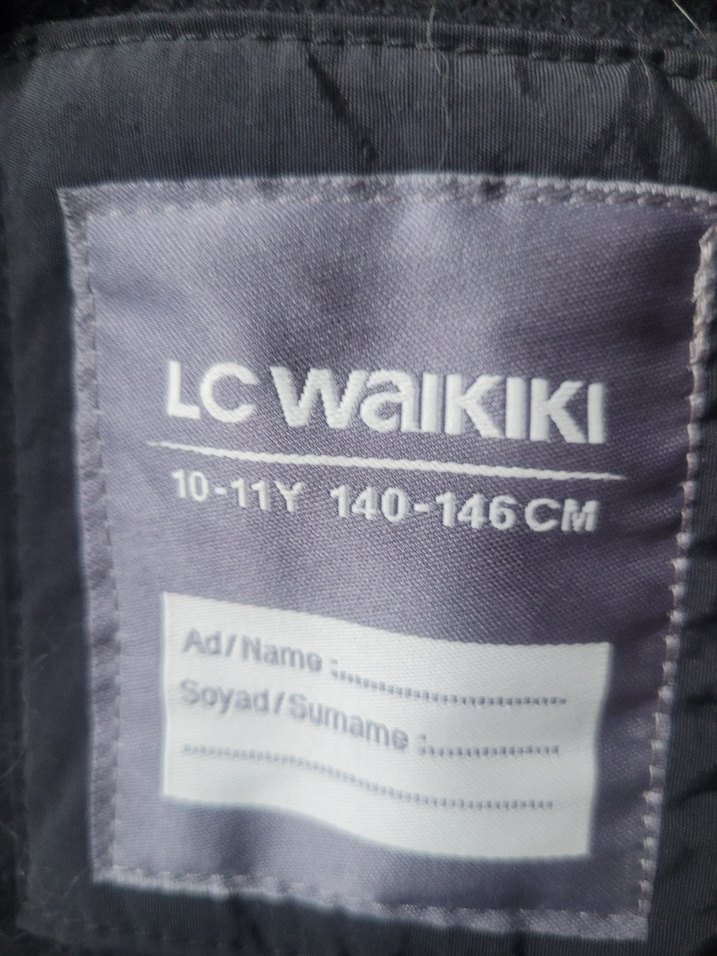 LC WAIKIKI
10-11Y 140-146 CM
Ad/Name :....................
Soyad/Surname :............
................................